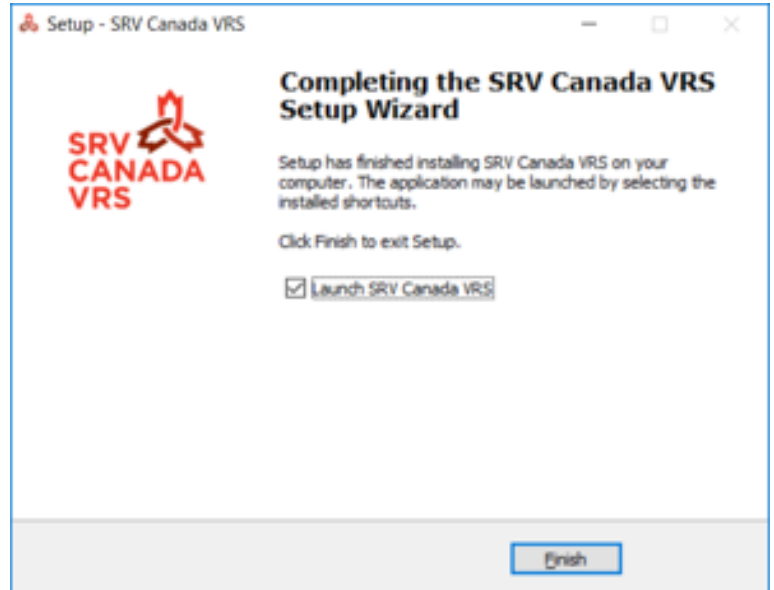 Setup - SRV Canada VRS
SRV
CANADA
VRS
Completing the SRV Canada VRS
Setup Wizard
Setup has finished installing SRV Canada VRS on your
computer. The application may be launched by selecting the
installed shortcuts.
Click Finish to exit Setup.
Launch SRV Canada VRS
Finish